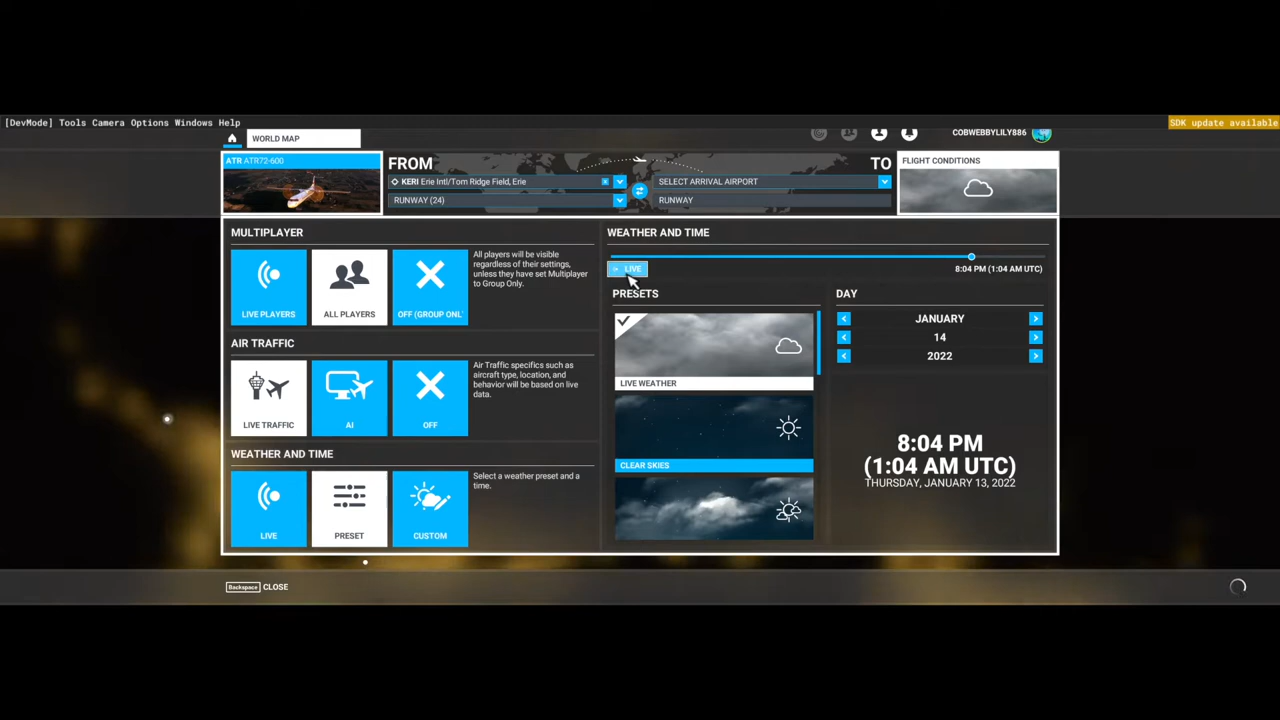 [DevMode] Tools Camera Options Windows Help
SDK update available
WORLD MAP
COBWEBBYLILY886
ATR ATR72-600
FROM
KERI Erie Intl/Tom Ridge Field, Erie
RUNWAY (24)
TO
SELECT ARRIVAL AIRPORT
RUNWAY
FLIGHT CONDITIONS
MULTIPLAYER
LIVE PLAYERS
ALL PLAYERS
OFF (GROUP ONL
All players will be visible
regardless of their settings,
unless they have set Multiplayer
to Group Only.
AIR TRAFFIC
LIVE TRAFFIC
AI
OFF
Air Traffic specifics such as
aircraft type, location, and
behavior will be based on live
data.
WEATHER AND TIME
LIVE
PRESET
CUSTOM
Select a weather preset and a
time.
WEATHER AND TIME
LIVE
8:04 PM (1:04 AM UTC)
PRESETS
LIVE WEATHER
CLEAR SKIES
DAY
JANUARY
14
2022
8:04 PM
(1:04 AM UTC)
THURSDAY, JANUARY 13, 2022
Backspace CLOSE